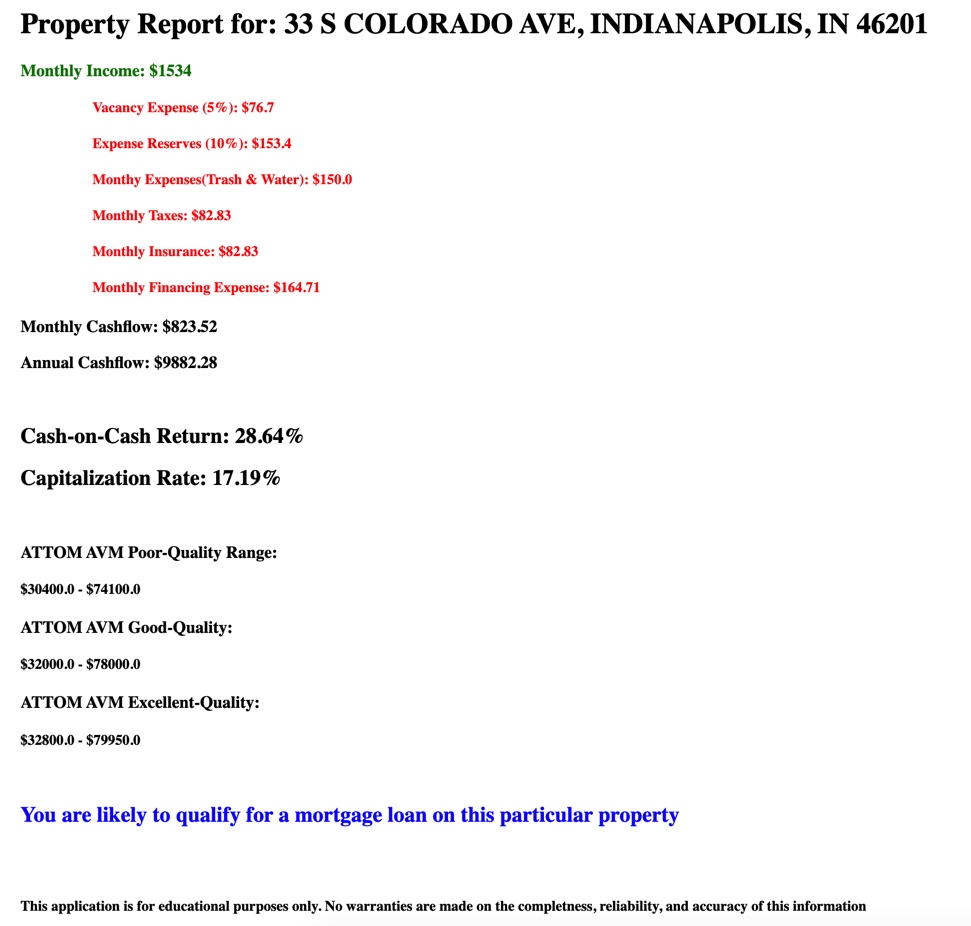 Property Report for: 33 S COLORADO AVE, INDIANAPOLIS, IN 46201
Monthly Income: $1534
Vacancy Expense (5%): $76.7
Expense Reserves (10%): $153.4
Monthy Expenses(Trash & Water): $150.0
Monthly Taxes: $82.83
Monthly Insurance: $82.83
Monthly Financing Expense: $164.71
Monthly Cashflow: $823.52
Annual Cashflow: $9882.28
Cash-on-Cash Return: 28.64%
Capitalization Rate: 17.19%
ATTOM AVM Poor-Quality Range:
$30400.0 - $74100.0
ATTOM AVM Good-Quality:
$32000.0 - $78000.0
ATTOM AVM Excellent-Quality:
$32800.0 - $79950.0
You are likely to qualify for a mortgage loan on this particular property
This application is for educational purposes only. No warranties are made on the completness, reliability, and accuracy of this information